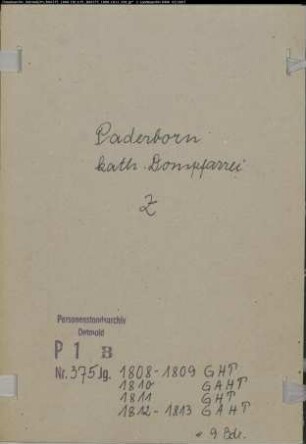 Paderborn
kath. Dompfarrei
Z
Personenstandsarchiv
Detmold
P 1 B
Nr. 375 Jg. 1808-1809 GHT
1810 GAHT
1811 GHT
1812-1813 GAHT
= 9 Bde.